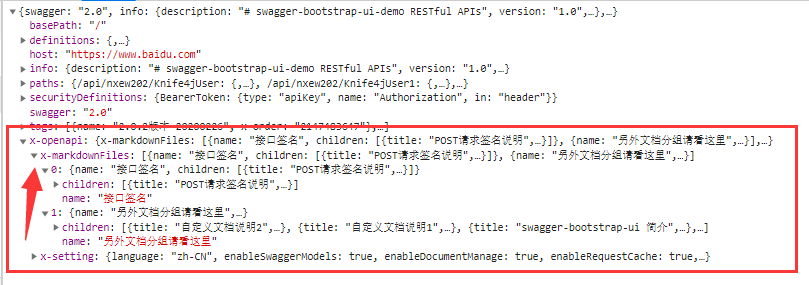 {swagger: "2.0", info: {description: "# swagger-bootstrap-ui-demo RESTful APIs", version: "1.0",…},…}
basePath: "/"
definitions: {,…}
host: "https://www.baidu.com"
info: {description: "# swagger-bootstrap-ui-demo RESTful APIs", version: "1.0",…}
paths: {/api/nxew202/Knife4jUser: {,…}, /api/nxew202/Knife4jUser1: {,…},…}
securityDefinitions: {BearerToken: {type: "apiKey", name: "Authorization", in: "header"}}
swagger: "2.0"
tags: [{name: "2.0.2版本-20200226", x-order: "2147483647"},…]
x-openapi: {x-markdownFiles: [{name: "接口签名", children: [{title: "POST请求签名说明",…}]}, {name: "另外文档分组请看这里",…}],…}
x-markdownFiles: [{name: "接口签名", children: [{title: "POST请求签名说明",…}]}, {name: "另外文档分组请看这里",…}]
0: {name: "接口签名", children: [{title: "POST请求签名说明",…}]}
children: [{title: "POST请求签名说明",…}]
name: "接口签名"
1: {name: "另外文档分组请看这里",…}
children: [{title: "自定义文档说明2",…}, {title: "自定义文档说明1",…}, {title: "swagger-bootstrap-ui 简介",…},…]
name: "另外文档分组请看这里"
x-setting: {language: "zh-CN", enableSwaggerModels: true, enableDocumentManage: true, enableRequestCache: true,…}